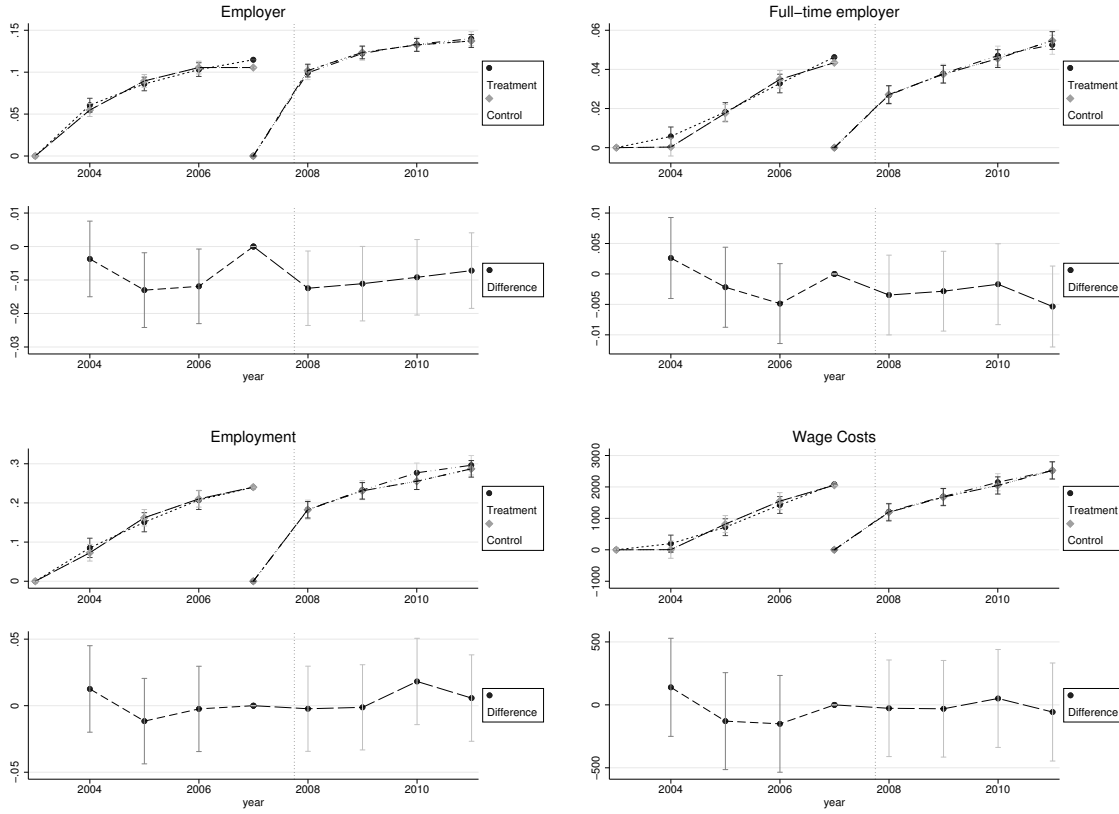 Employer
.15
.1
.05
0
2004 2006 2008 2010
Treatment
Control
.01
0
-.01
-.02
-.03
2004 2006 2008 2010
year
Difference
Full-time employer
.06
.04
.02
0
2004 2006 2008 2010
Treatment
Control
.01
.005
0
-.005
-.01
2004 2006 2008 2010
year
Difference
Employment
.3
.2
.1
0
2004 2006 2008 2010
Treatment
Control
.05
0
-.05
2004 2006 2008 2010
year
Difference
Wage Costs
3000
2000
1000
0
-1000
2004 2006 2008 2010
Treatment
Control
500
0
-500
2004 2006 2008 2010
year
Difference